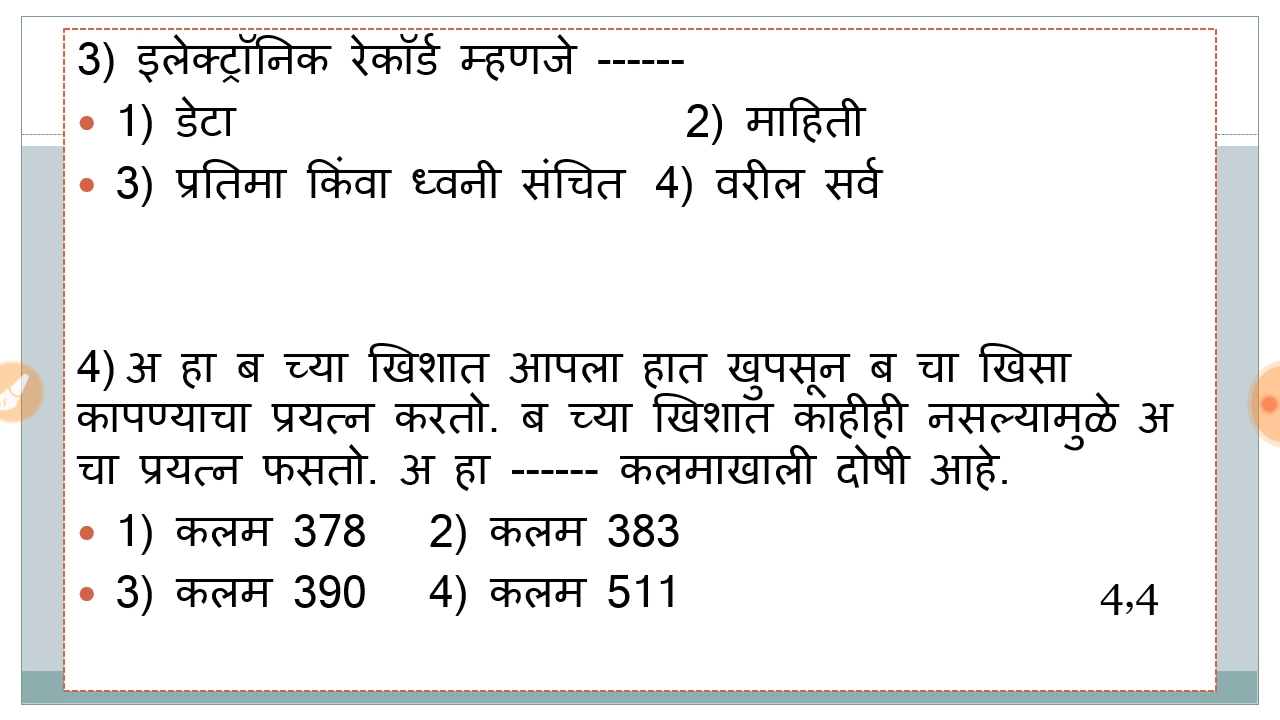 3) इलेक्ट्रॉनिक रेकॉर्ड म्हणजे ------
• 1) डेटा 2) माहिती
• 3) प्रतिमा किंवा ध्वनी संचित 4) वरील सर्व
4) अ हा ब च्या खिशात आपला हात खुपसून ब चा खिसा
कापण्याचा प्रयत्न करतो. ब च्या खिशात काहीही नसल्यामुळे अ
चा प्रयत्न फसतो. अ हा ------ कलमाखाली दोषी आहे.
• 1) कलम 378 2) कलम 383
• 3) कलम 390 4) कलम 511
4,4